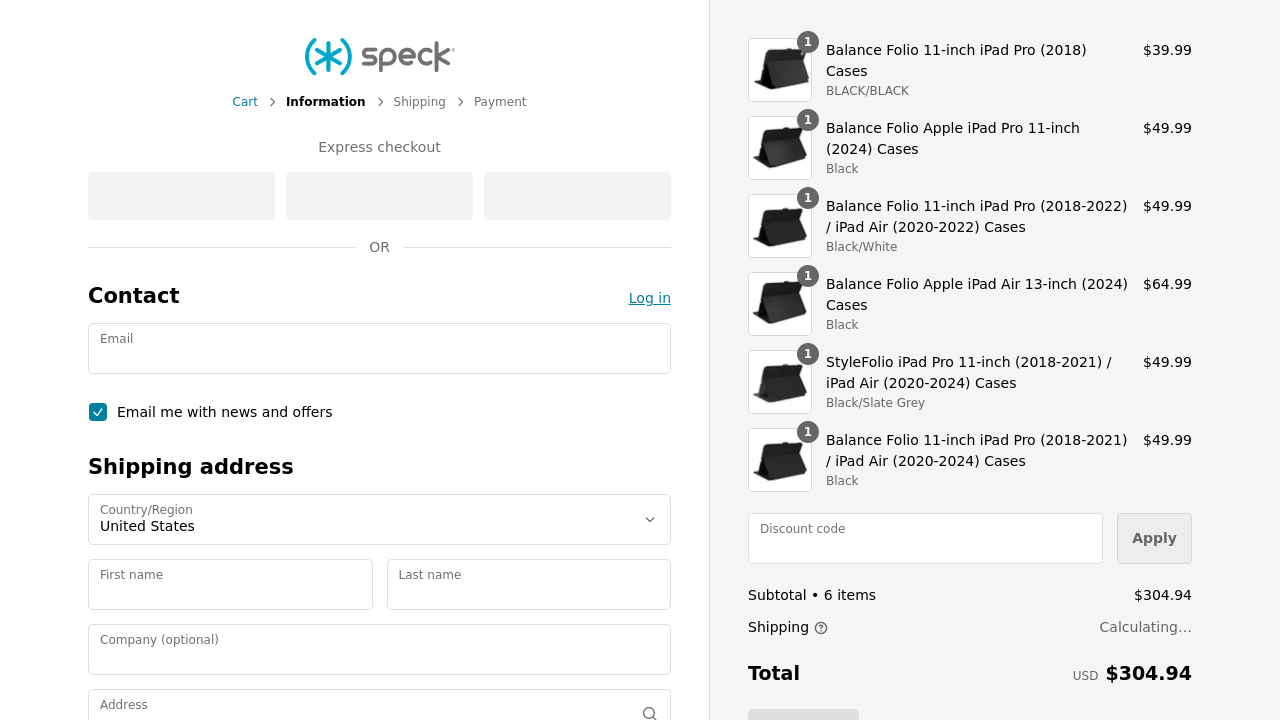 speck
Cart > Information > Shipping > Payment
Express checkout
OR
Contact
Log in
Email
Email me with news and offers
Shipping address
Country/Region
United States
First name
Last name
Company (optional)
Address
1
Balance Folio 11-inch iPad Pro (2018)
Cases
BLACK/BLACK
$39.99
1
Balance Folio Apple iPad Pro 11-inch
(2024) Cases
Black
$49.99
1
Balance Folio 11-inch iPad Pro (2018-2022)
/ iPad Air (2020-2022) Cases
Black/White
$49.99
1
Balance Folio Apple iPad Air 13-inch (2024)
Cases
Black
$64.99
1
StyleFolio iPad Pro 11-inch (2018-2021) /
iPad Air (2020-2024) Cases
Black/Slate Grey
$49.99
1
Balance Folio 11-inch iPad Pro (2018-2021)
/ iPad Air (2020-2024) Cases
Black
$49.99
Discount code
Apply
Subtotal • 6 items $304.94
Shipping Calculating...
Total USD $304.94